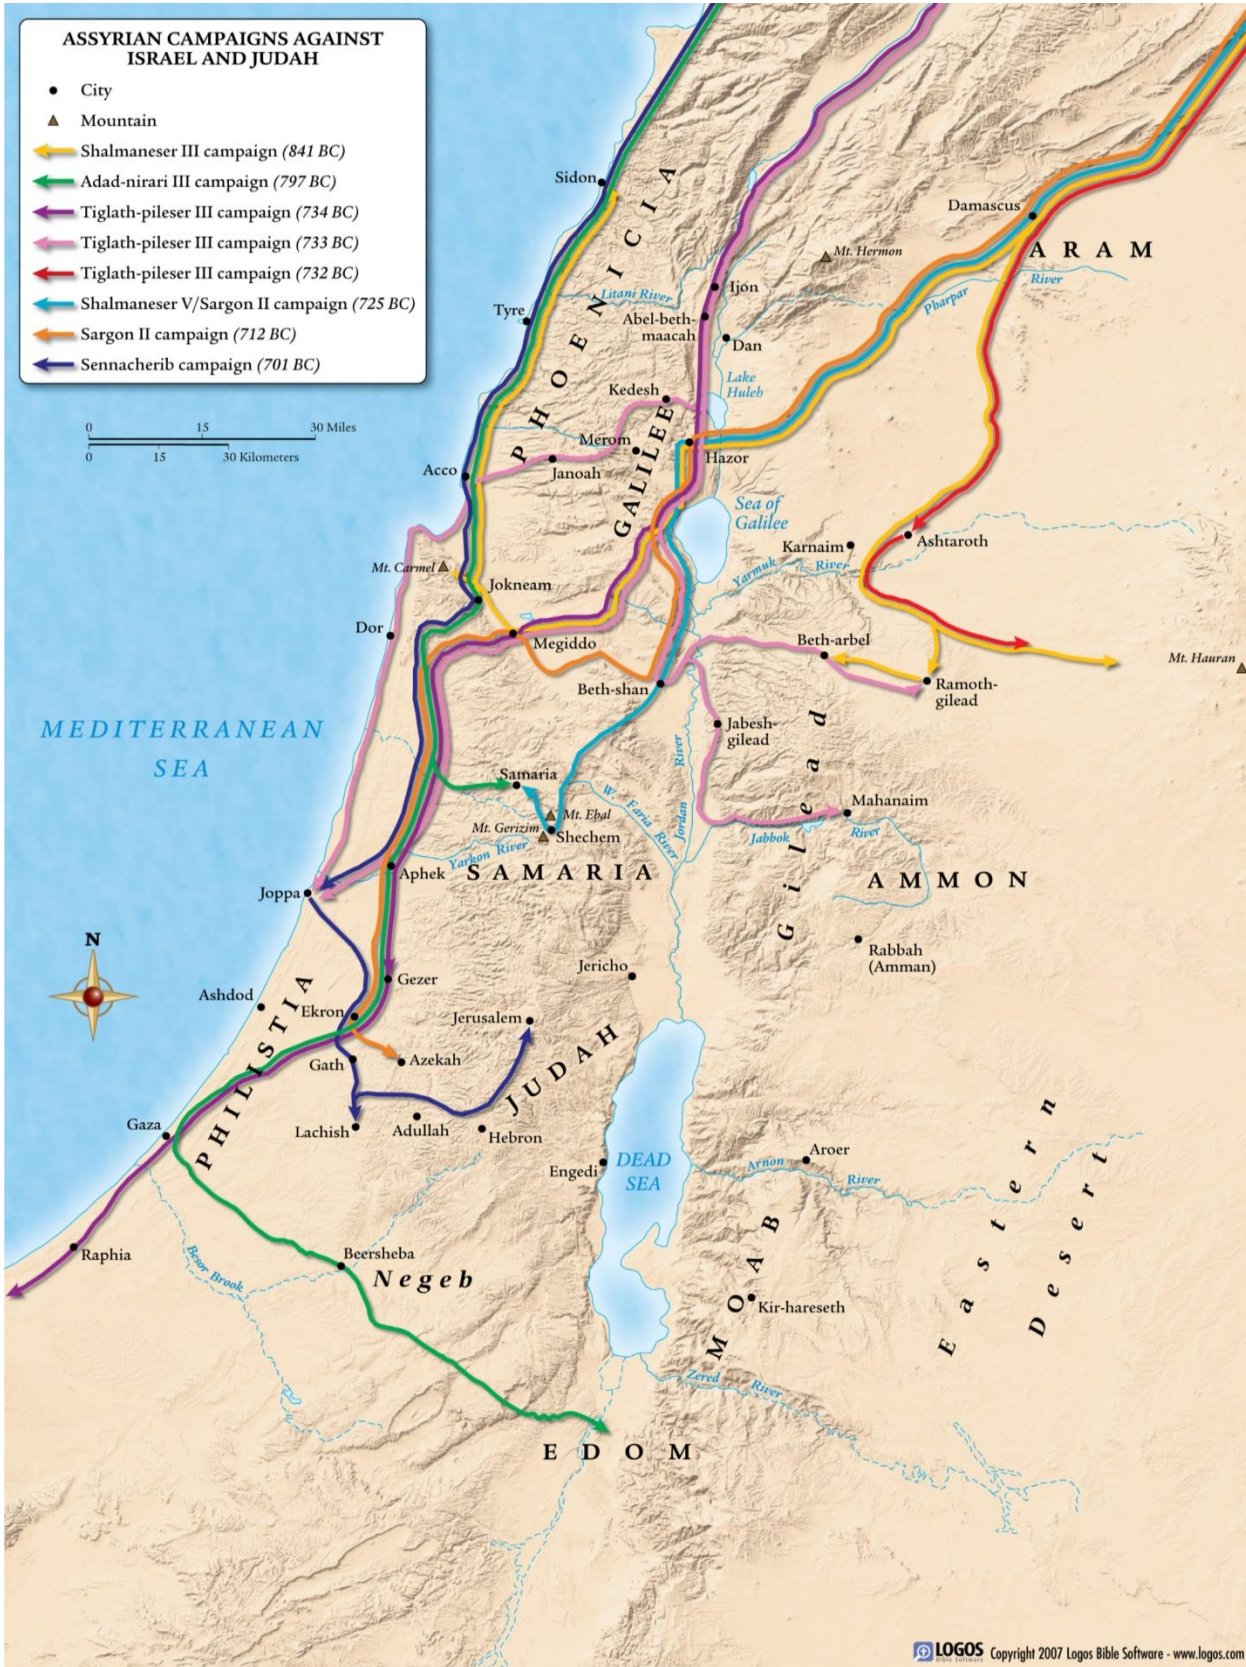 ASSYRIAN CAMPAIGNS AGAINST
ISRAEL AND JUDAH
City
Mountain
Shalmaneser III campaign (841 BC)
Adad-nirari III campaign (797 BC)
Tiglath-pileser III campaign (734 BC)
Tiglath-pileser III campaign (733 BC)
Tiglath-pileser III campaign (732 BC)
Shalmaneser V/Sargon II campaign (725 BC)
Sargon II campaign (712 BC)
Sennacherib campaign (701 BC)
0 15 30 Miles
0 15 30 Kilometers
Sidon
PHOENICIA
Damascus
ARAM
Mt. Hermon
Pharpar
River
Litani River
Ijon
Tyre
Abel-beth-
maacah
Dan
Lake
Huleh
Kedesh
Merom
Hazor
Janoah
Acco
GALILEE
Sea of
Galilee
Karnaim
Ashtaroth
Yarmuk
River
Mt. Carmel
Jokneam
Dor
Megiddo
Beth-arbel
Mt. Hauran
Beth-shan
Ramoth-
gilead
Jabesh-
gilead
MEDITERRANEAN
SEA
Gilead
Samaria
Mt. Ebal
Mt. Gerizim
Shechem
W. Faria River
Jordan
River
Mahanaim
Jabbok
River
Yarkon River
Aphek
SAMARIA
AMMON
Joppa
N
Rabbah
(Amman)
Jericho
Gezer
Ashdod
Ekron
Jerusalem
PHILISTIA
JUDAH
Gath
Azekah
Gaza
Lachish
Adullah
Hebron
Engedi
DEAD
SEA
Aroer
Arnon
River
Eastern
Desert
Raphia
Besor Brook
Beersheba
Negeb
MOAB
Kir-hareseth
Zered
River
EDOM
LOGOS
Bible Software
Copyright 2007 Logos Bible Software - www.logos.com